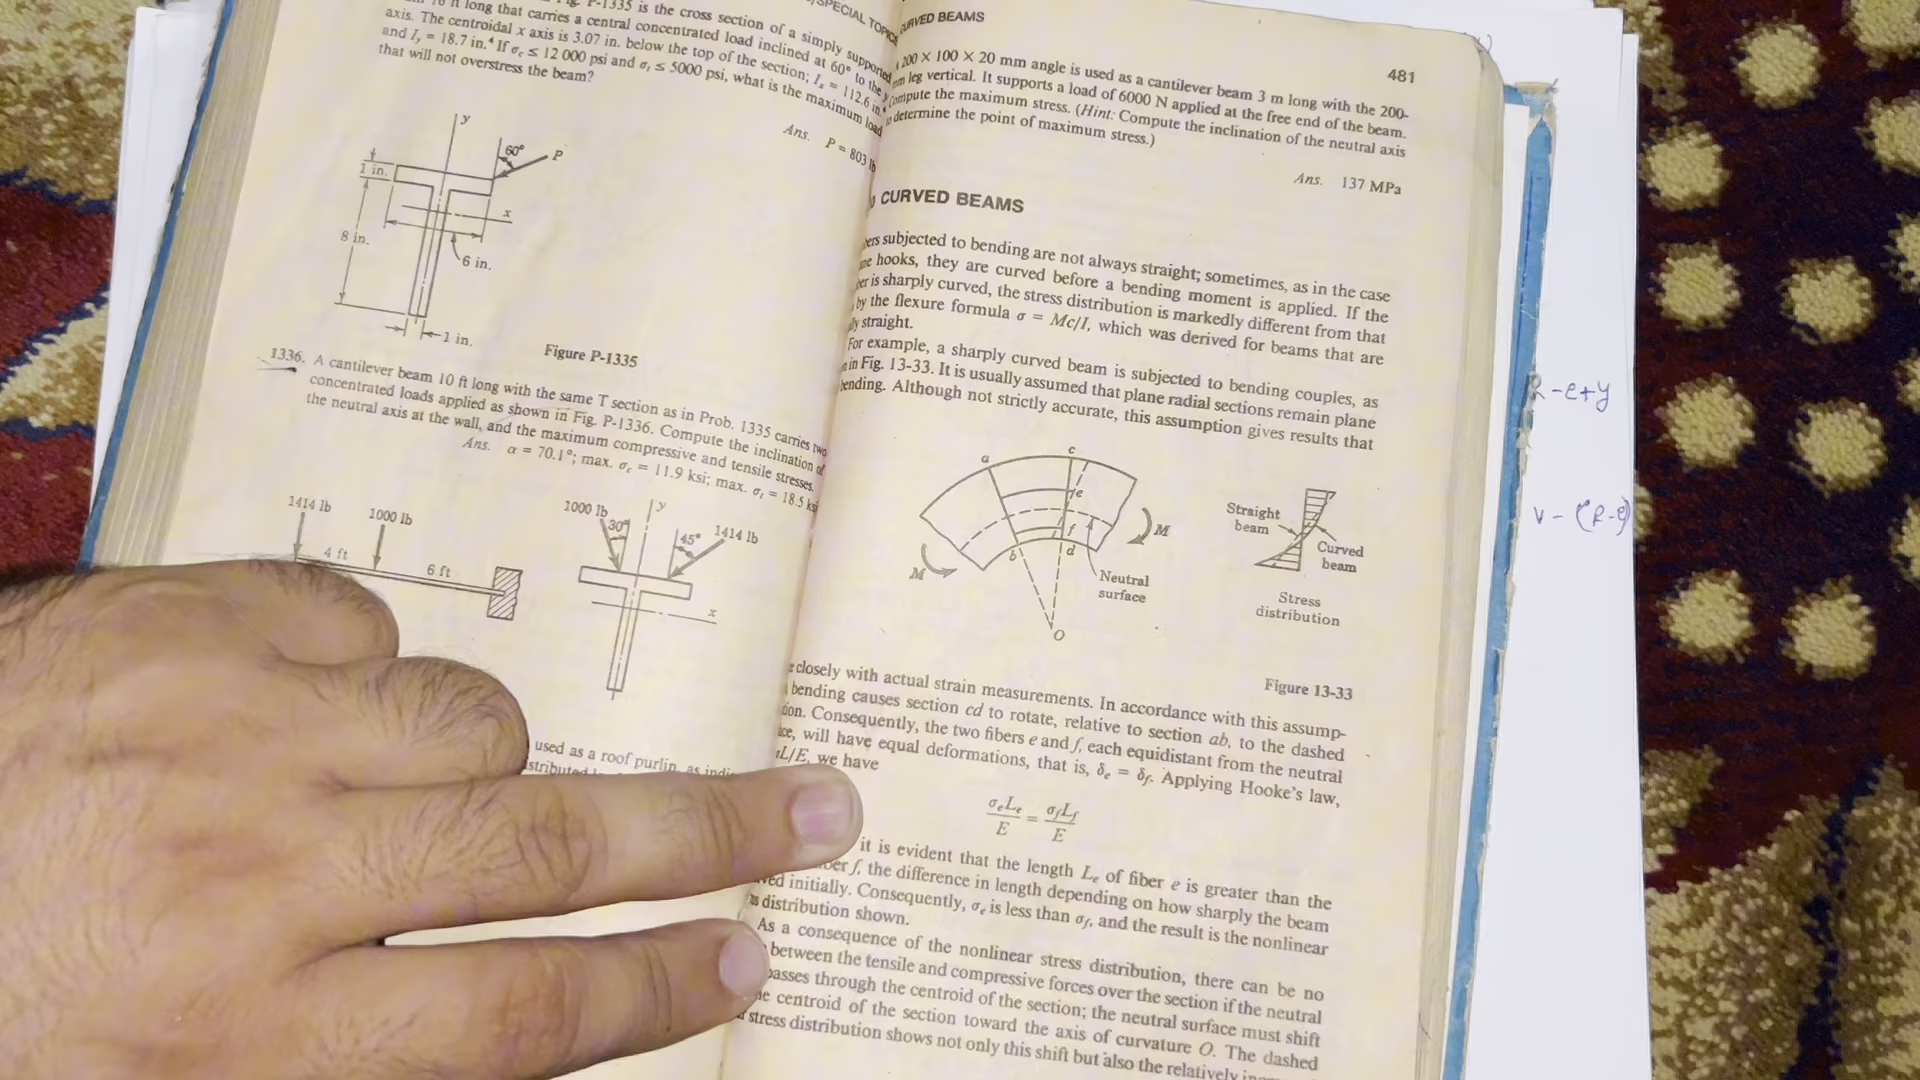 /SPECIAL TOPICS
P-1335 is the cross section of a simply supported
long that carries a central concentrated load inclined at 60° to the y
axis. The centroidal x axis is 3.07 in. below the top of the section; Iₓ = 112.6 in.⁴
and Iᵧ = 18.7 in.⁴ If σ_c ≤ 12 000 psi and σ_t ≤ 5000 psi, what is the maximum load
that will not overstress the beam?
Ans. P = 803 lb
y
60°
P
1 in.
x
8 in.
6 in.
1 in.
Figure P-1335
1336. A cantilever beam 10 ft long with the same T section as in Prob. 1335 carries two
concentrated loads applied as shown in Fig. P-1336. Compute the inclination of
the neutral axis at the wall, and the maximum compressive and tensile stresses.
Ans. α = 70.1°; max. σ_c = 11.9 ksi; max. σ_t = 18.5 ksi
1414 lb
1000 lb
4 ft
6 ft
1000 lb
30°
y
45°
1414 lb
x
used as a roof purlin, as
CURVED BEAMS
481
200 × 100 × 20 mm angle is used as a cantilever beam 3 m long with the 200-
leg vertical. It supports a load of 6000 N applied at the free end of the beam.
Compute the maximum stress. (Hint: Compute the inclination of the neutral axis
determine the point of maximum stress.)
Ans. 137 MPa
CURVED BEAMS
subjected to bending are not always straight; sometimes, as in the case
hooks, they are curved before a bending moment is applied. If the
is sharply curved, the stress distribution is markedly different from that
by the flexure formula σ = Mc/I, which was derived for beams that are
straight.
For example, a sharply curved beam is subjected to bending couples, as
in Fig. 13-33. It is usually assumed that plane radial sections remain plane
bending. Although not strictly accurate, this assumption gives results that
a
c
e
f
b
d
M
M
O
Neutral
surface
Straight
beam
Curved
beam
Stress
distribution
Figure 13-33
closely with actual strain measurements. In accordance with this assump-
bending causes section cd to rotate, relative to section ab, to the dashed
Consequently, the two fibers e and f, each equidistant from the neutral
will have equal deformations, that is, δ_e = δ_f. Applying Hooke's law,
L/E, we have
σ_eL_e/E = σ_fL_f/E
it is evident that the length L_e of fiber e is greater than the
f, the difference in length depending on how sharply the beam
initially. Consequently, σ_e is less than σ_f, and the result is the nonlinear
distribution shown.
As a consequence of the nonlinear stress distribution, there can be no
between the tensile and compressive forces over the section if the neutral
passes through the centroid of the section; the neutral surface must shift
centroid of the section toward the axis of curvature O. The dashed
stress distribution shows not only this shift but also the relatively
R-e+y